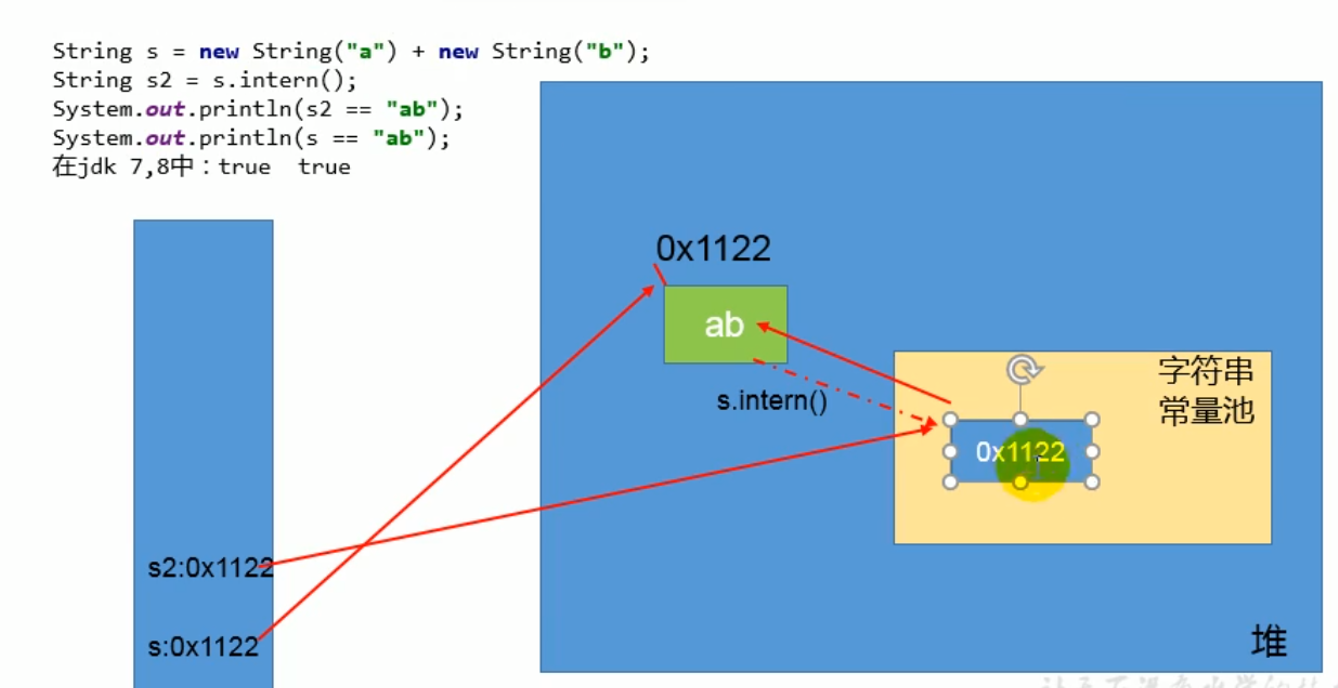 String s = new String("a") + new String("b");
String s2 = s.intern();
System.out.println(s2 == "ab");
System.out.println(s == "ab");
在jdk 7,8中：true  true
0x1122
ab
字符串
常量池
s.intern()
0x1122
s2:0x1122
s:0x1122
堆